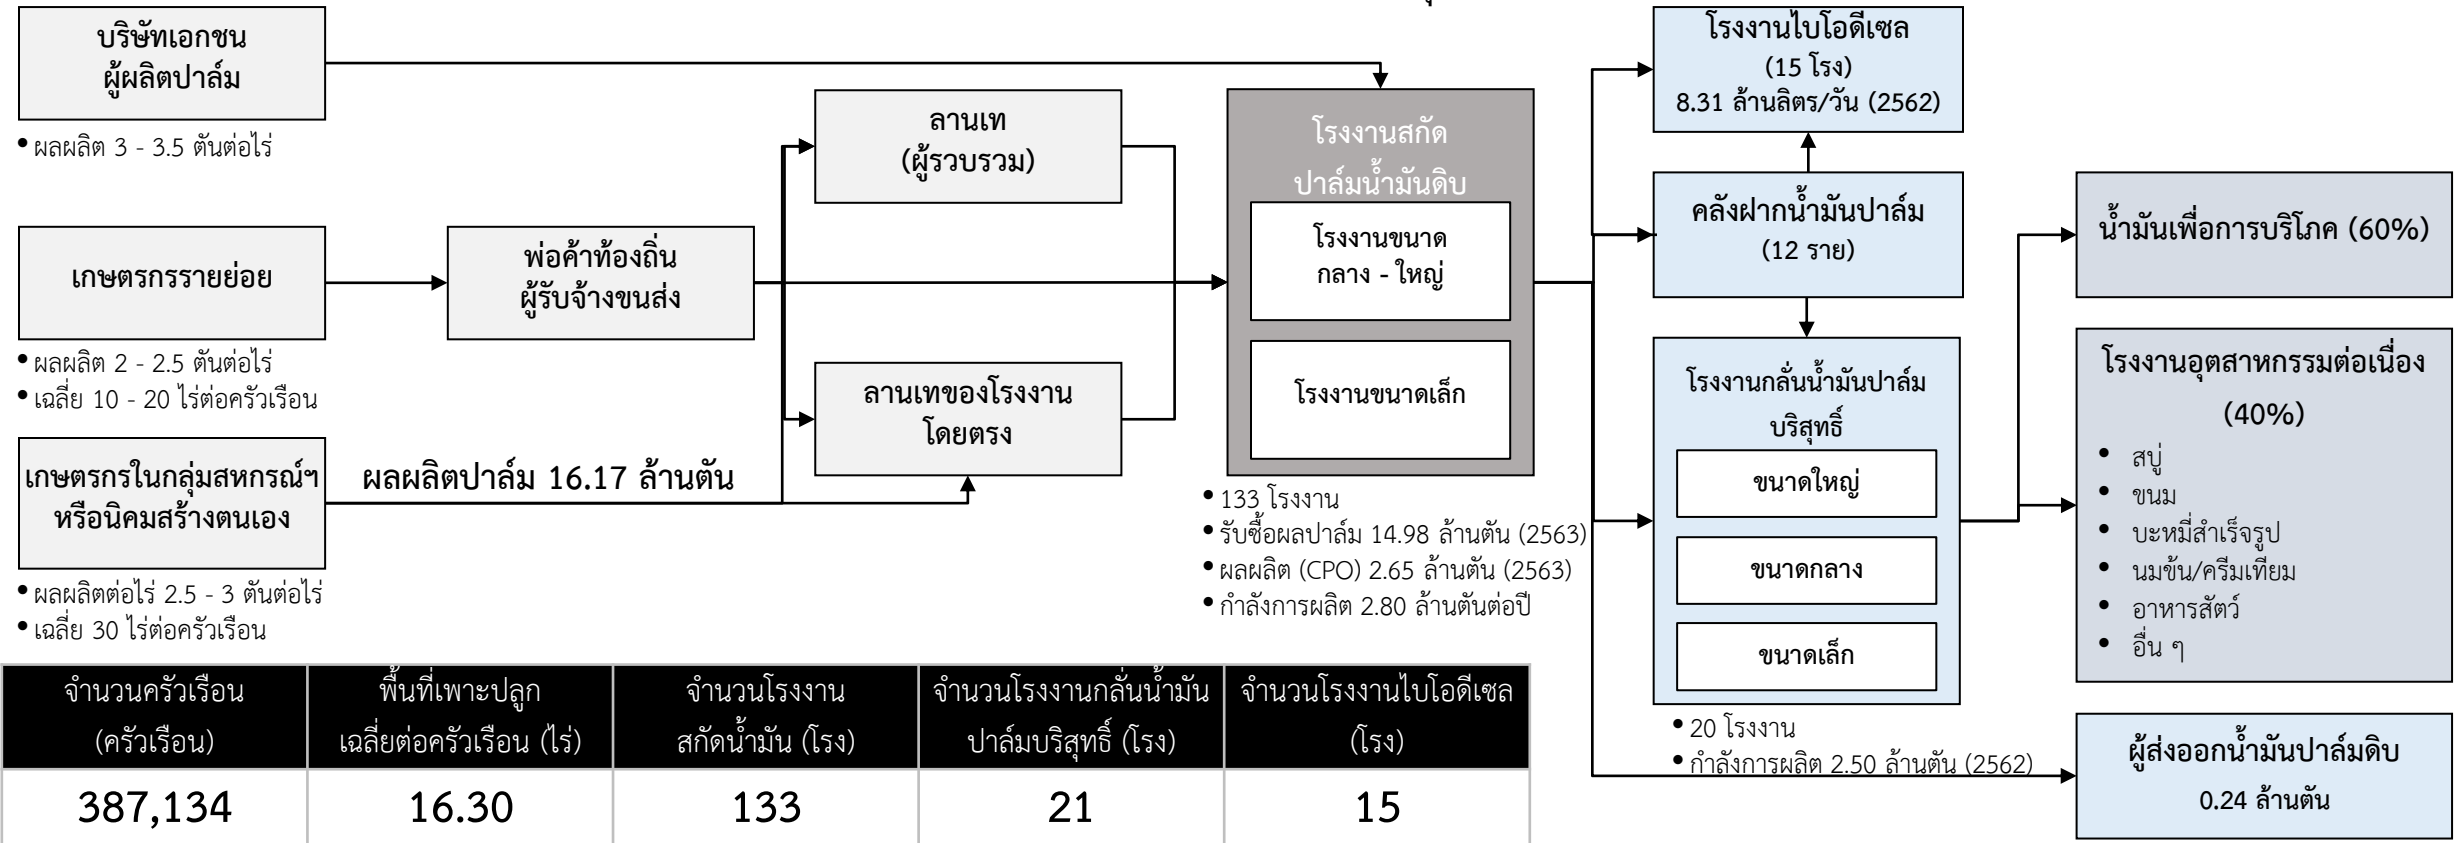 บริษัทเอกชน
ผู้ผลิตปาล์ม
• ผลผลิต 3 - 3.5 ตันต่อไร่
เกษตรกรรายย่อย
• ผลผลิต 2 - 2.5 ตันต่อไร่
• เฉลี่ย 10 - 20 ไร่ต่อครัวเรือน
เกษตรกรในกลุ่มสหกรณ์ฯ
หรือนิคมสร้างตนเอง
• ผลผลิตต่อไร่ 2.5 - 3 ตันต่อไร่
• เฉลี่ย 30 ไร่ต่อครัวเรือน
พ่อค้าท้องถิ่น
ผู้รับจ้างขนส่ง
ผลผลิตปาล์ม 16.17 ล้านตัน
ลานเท
(ผู้รวบรวม)
ลานเทของโรงงาน
โดยตรง
โรงงานสกัด
ปาล์มน้ำมันดิบ
โรงงานขนาด
กลาง - ใหญ่
โรงงานขนาดเล็ก
• 133 โรงงาน
• รับซื้อผลปาล์ม 14.98 ล้านตัน (2563)
• ผลผลิต (CPO) 2.65 ล้านตัน (2563)
• กำลังการผลิต 2.80 ล้านตันต่อปี
โรงงานไบโอดีเซล
(15 โรง)
8.31 ล้านลิตร/วัน (2562)
คลังฝากน้ำมันปาล์ม
(12 ราย)
โรงงานกลั่นน้ำมันปาล์ม
บริสุทธิ์
ขนาดใหญ่
ขนาดกลาง
ขนาดเล็ก
• 20 โรงงาน
• กำลังการผลิต 2.50 ล้านตัน (2562)
น้ำมันเพื่อการบริโภค (60%)
โรงงานอุตสาหกรรมต่อเนื่อง
(40%)
• สบู่
• ขนม
• บะหมี่สำเร็จรูป
• นมข้น/ครีมเทียม
• อาหารสัตว์
• อื่น ๆ
ผู้ส่งออกน้ำมันปาล์มดิบ
0.24 ล้านตัน
จำนวนครัวเรือน
(ครัวเรือน)
พื้นที่เพาะปลูก
เฉลี่ยต่อครัวเรือน (ไร่)
จำนวนโรงงาน
สกัดน้ำมัน (โรง)
จำนวนโรงงานกลั่นน้ำมัน
ปาล์มบริสุทธิ์ (โรง)
จำนวนโรงงานไบโอดีเซล
(โรง)
387,134
16.30
133
21
15